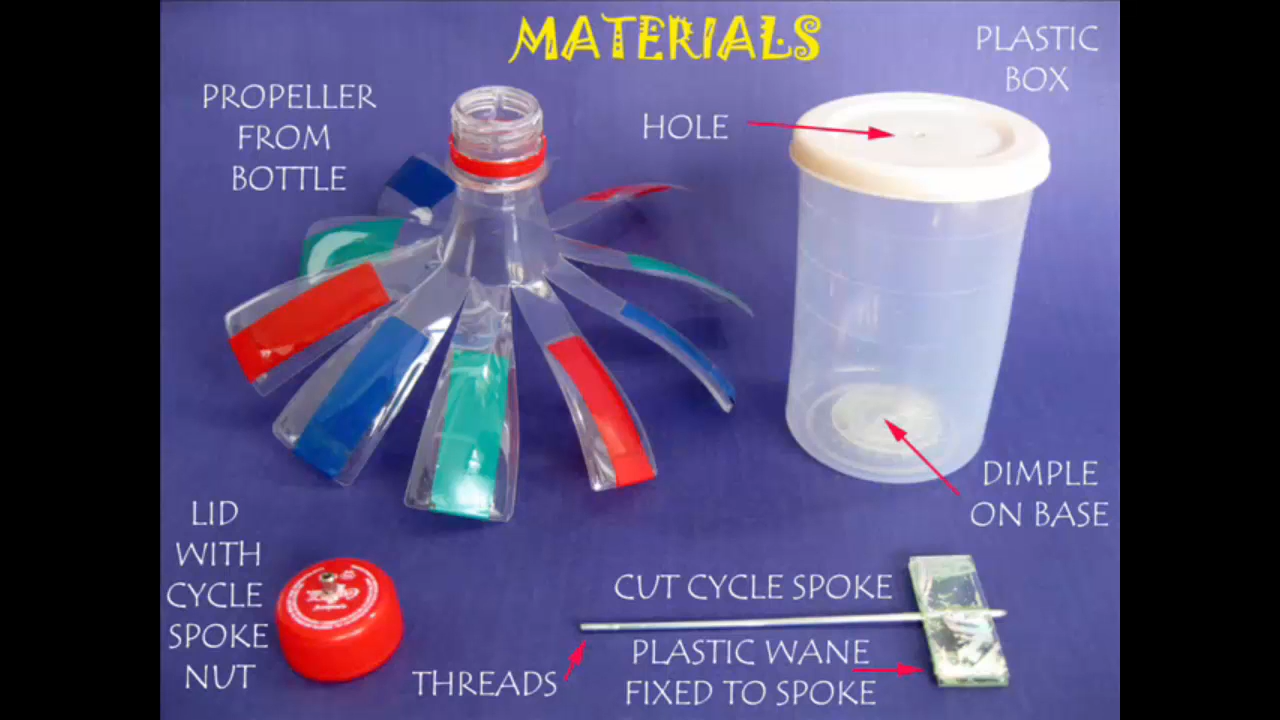 MATERIALS
PLASTIC
BOX
PROPELLER
FROM
BOTTLE
HOLE
DIMPLE
ON BASE
LID
WITH
CYCLE
SPOKE
NUT
CUT CYCLE SPOKE
THREADS
PLASTIC WANE
FIXED TO SPOKE